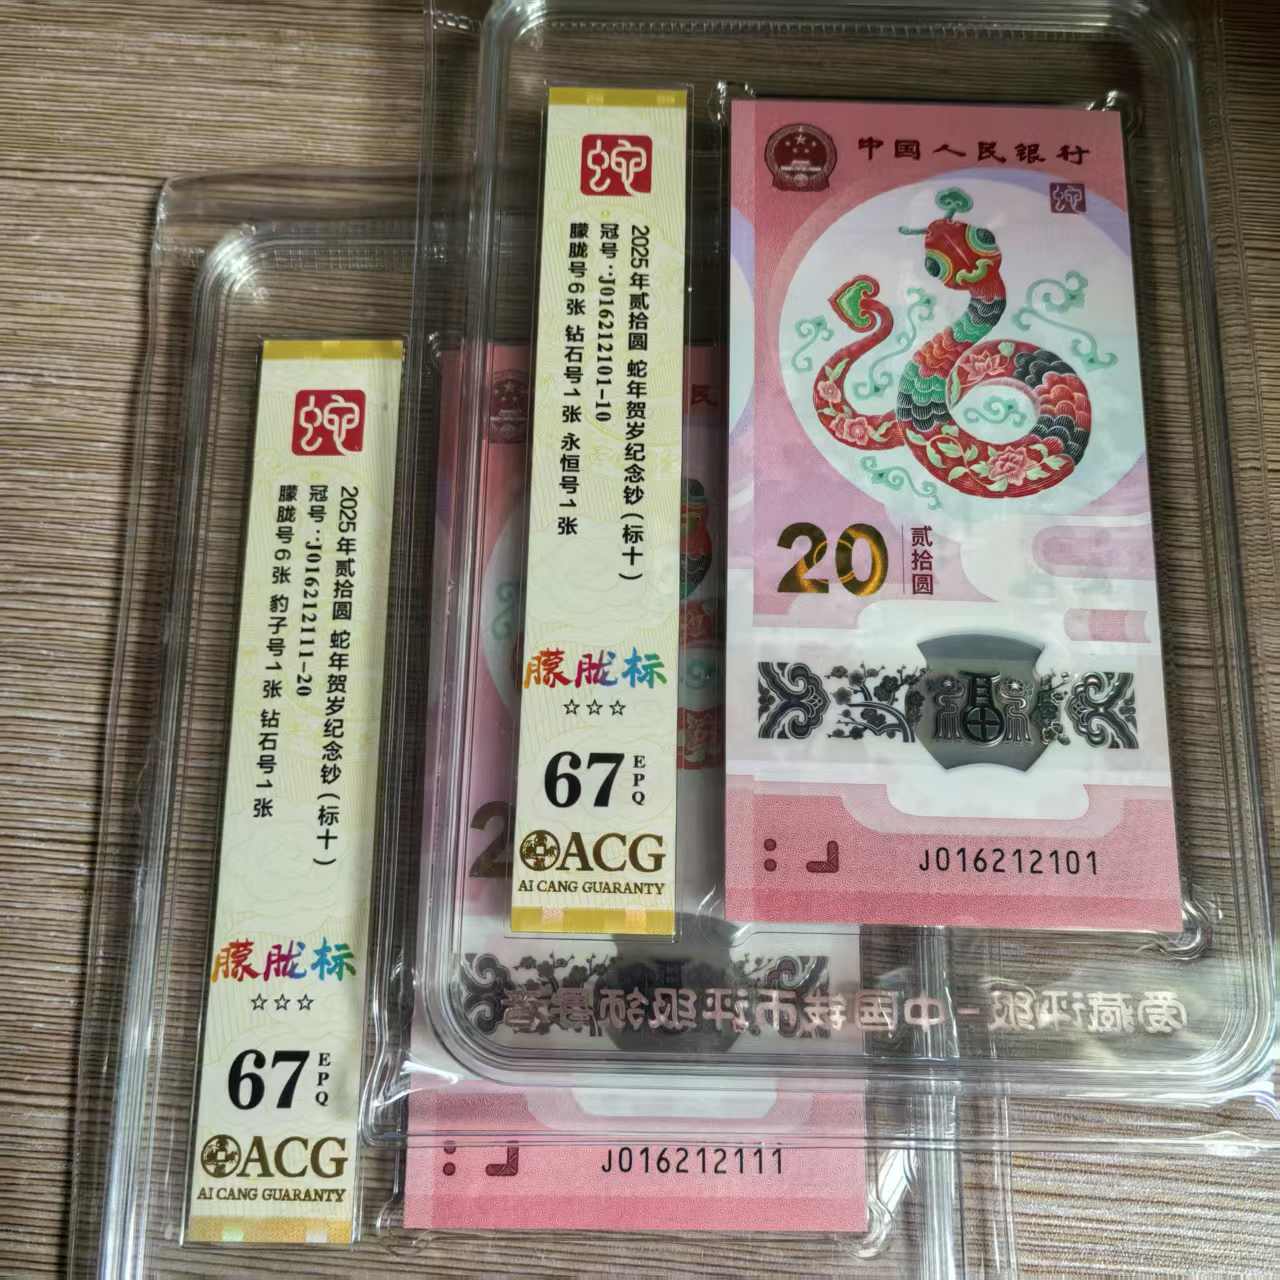 蛇
2025年贰拾圆 蛇年贺岁纪念钞(标十)
冠号:J016212101-10
朦胧号6张 钻石号1张 永恒号1张
朦胧标
☆☆☆
67
EPQ
ACG
AI CANG GUARANTY
中国人民银行
蛇
20
贰拾圆
福
J016212101
爱藏评级-中国钱币评级领导者
蛇
2025年贰拾圆 蛇年贺岁纪念钞(标十)
冠号:J016212111-20
朦胧号6张 豹子号1张 钻石号1张
朦胧标
☆☆☆
67
EPQ
ACG
AI CANG GUARANTY
民
2
J016212111